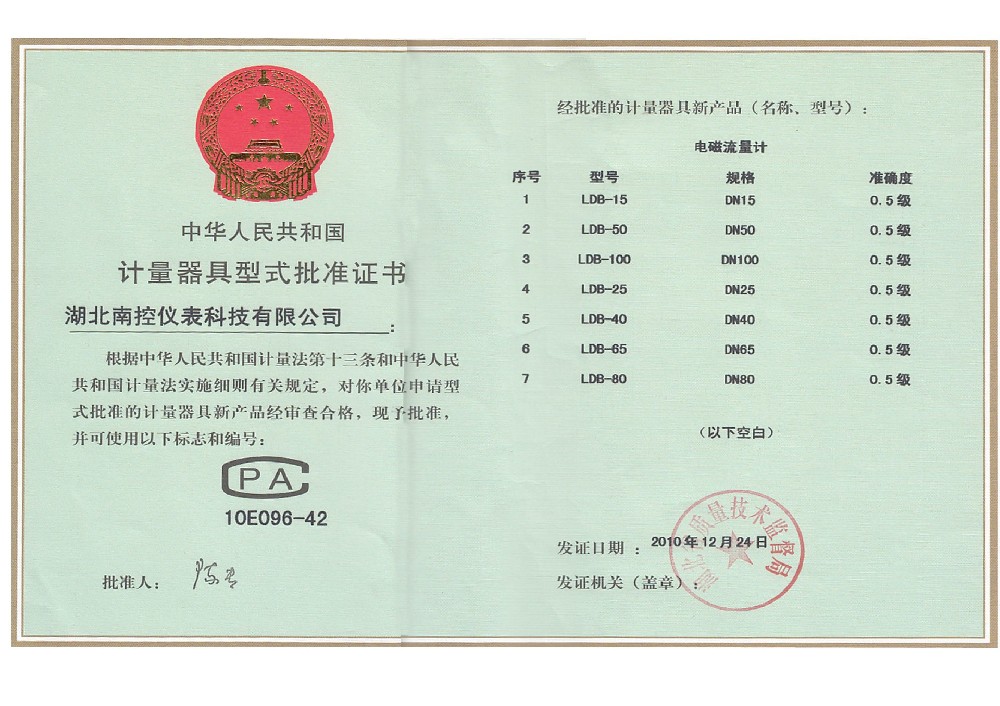 中华人民共和国
计量器具型式批准证书
湖北南控仪表科技有限公司：
根据中华人民共和国计量法第十三条和中华人民
共和国计量法实施细则有关规定，对你单位申请型
式批准的计量器具新产品经审查合格，现予批准，
并可使用以下标志和编号：
CPA
10E096-42
批准人：
经批准的计量器具新产品（名称、型号）：
电磁流量计
序号 型号 规格 准确度
1 LDB-15 DN15 0.5级
2 LDB-50 DN50 0.5级
3 LDB-100 DN100 0.5级
4 LDB-25 DN25 0.5级
5 LDB-40 DN40 0.5级
6 LDB-65 DN65 0.5级
7 LDB-80 DN80 0.5级
（以下空白）
发证日期：2010年12月24日
发证机关（盖章）：
湖北省质量技术监督局